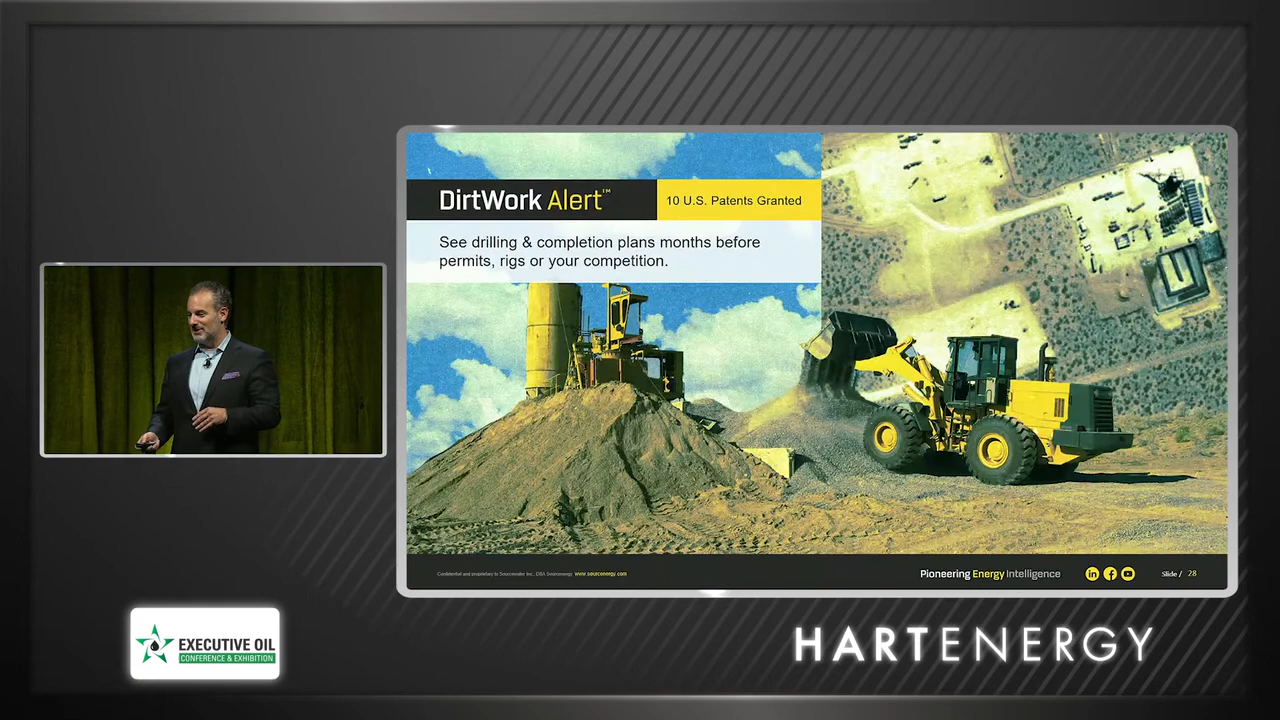 DirtWork Alert™
10 U.S. Patents Granted
See drilling & completion plans months before
permits, rigs or your competition.
Confidential and proprietary to Sourcewater Inc., DBA Sourcenergy. www.sourcenergy.com
Pioneering Energy Intelligence
Slide / 28
EXECUTIVE OIL
CONFERENCE & EXHIBITION
HARTENERGY